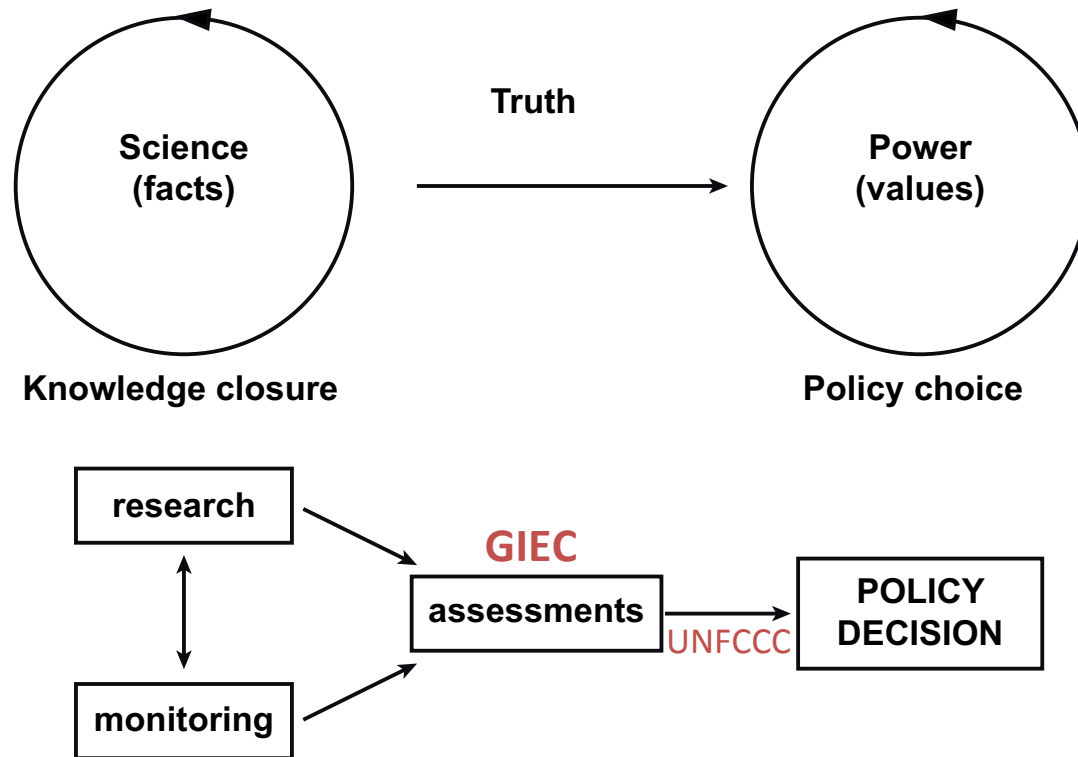 Truth
Science
(facts)
Power
(values)
Knowledge closure
Policy choice
research
GIEC
assessments
UNFCCC
POLICY
DECISION
monitoring